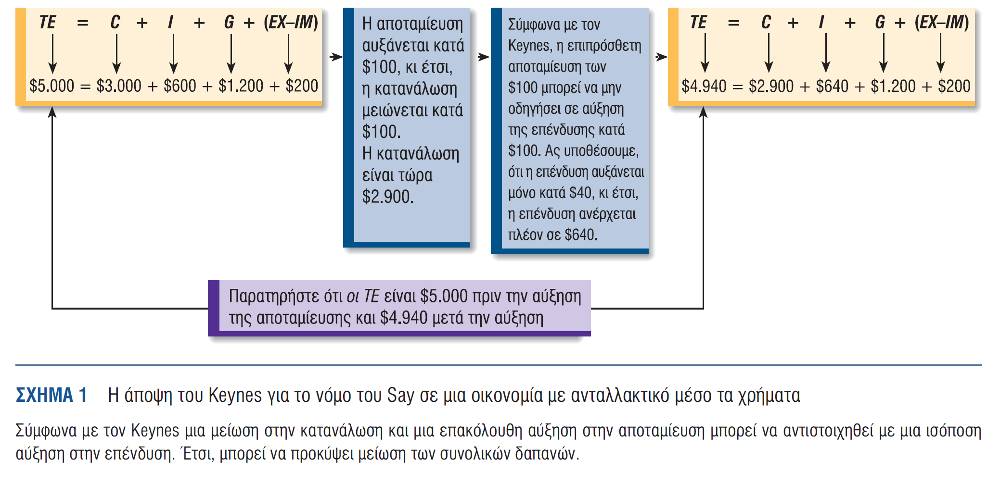 TE = C + I + G + (EX–IM)
$5.000 = $3.000 + $600 + $1.200 + $200
Η αποταμίευση
αυξάνεται κατά
$100, κι έτσι,
η κατανάλωση
μειώνεται κατά
$100.
Η κατανάλωση
είναι τώρα
$2.900.
Σύμφωνα με τον
Keynes, η επιπρόσθετη
αποταμίευση των
$100 μπορεί να μην
οδηγήσει σε αύξηση
της επένδυσης κατά
$100. Ας υποθέσουμε,
ότι η επένδυση αυξάνεται
μόνο κατά $40, κι έτσι,
η επένδυση ανέρχεται
πλέον σε $640.
TE = C + I + G + (EX–IM)
$4.940 = $2.900 + $640 + $1.200 + $200
Παρατηρήστε ότι οι TE είναι $5.000 πριν την αύξηση
της αποταμίευσης και $4.940 μετά την αύξηση
ΣΧΗΜΑ 1 Η άποψη του Keynes για το νόμο του Say σε μια οικονομία με ανταλλακτικό μέσο τα χρήματα
Σύμφωνα με τον Keynes μια μείωση στην κατανάλωση και μια επακόλουθη αύξηση στην αποταμίευση μπορεί να αντιστοιχηθεί με μια ισόποση
αύξηση στην επένδυση. Έτσι, μπορεί να προκύψει μείωση των συνολικών δαπανών.